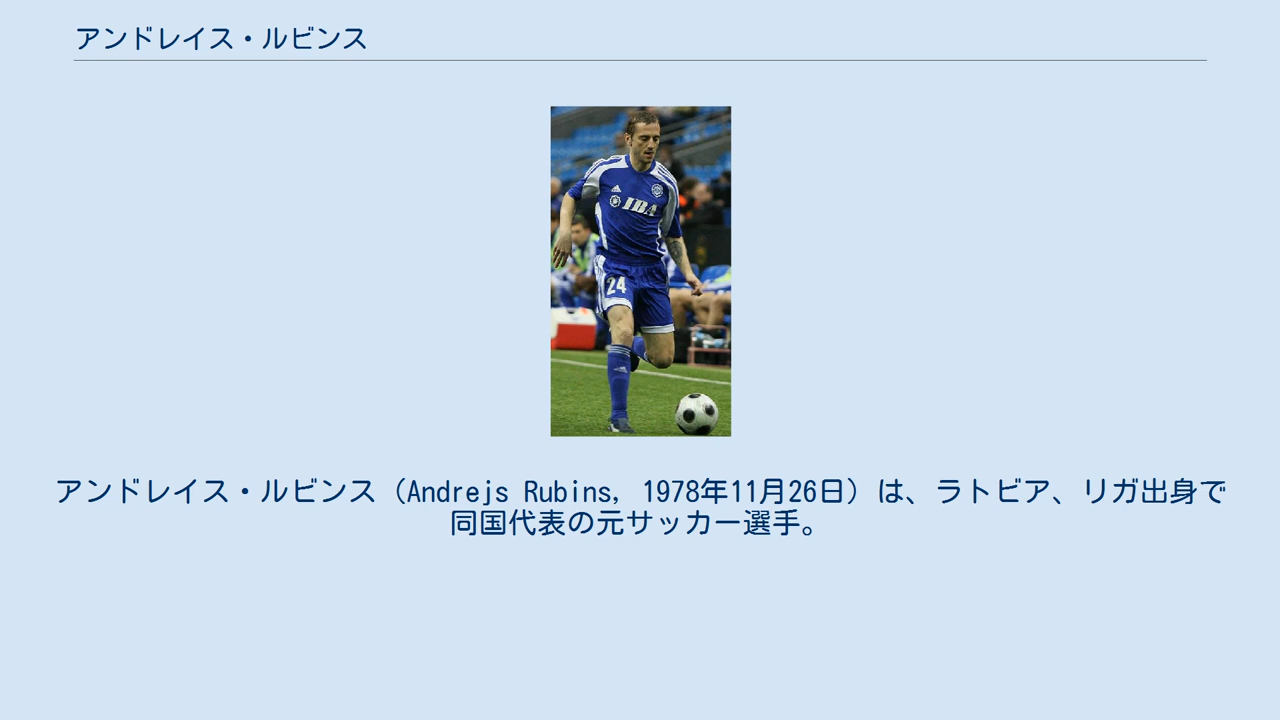 アンドレイス・ルビンス
IBA
24
アンドレイス・ルビンス（Andrejs Rubins, 1978年11月26日）は、ラトビア、リガ出身で
同国代表の元サッカー選手。